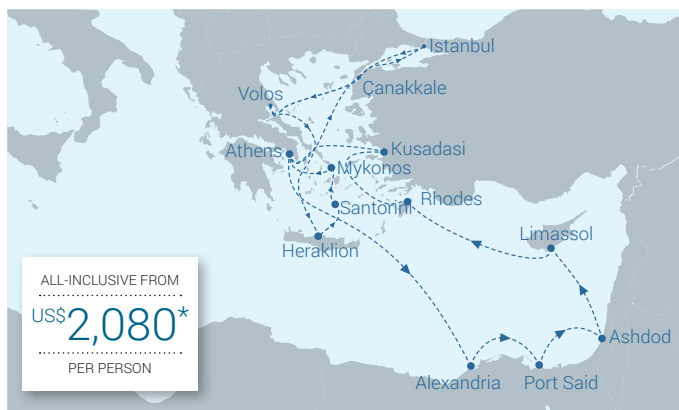 Istanbul
Çanakkale
Volos
Athens
Kusadasi
Mykonos
Santorini
Rhodes
Heraklion
Limassol
Ashdod
Alexandria
Port Said
ALL-INCLUSIVE FROM
US$2,080*
PER PERSON